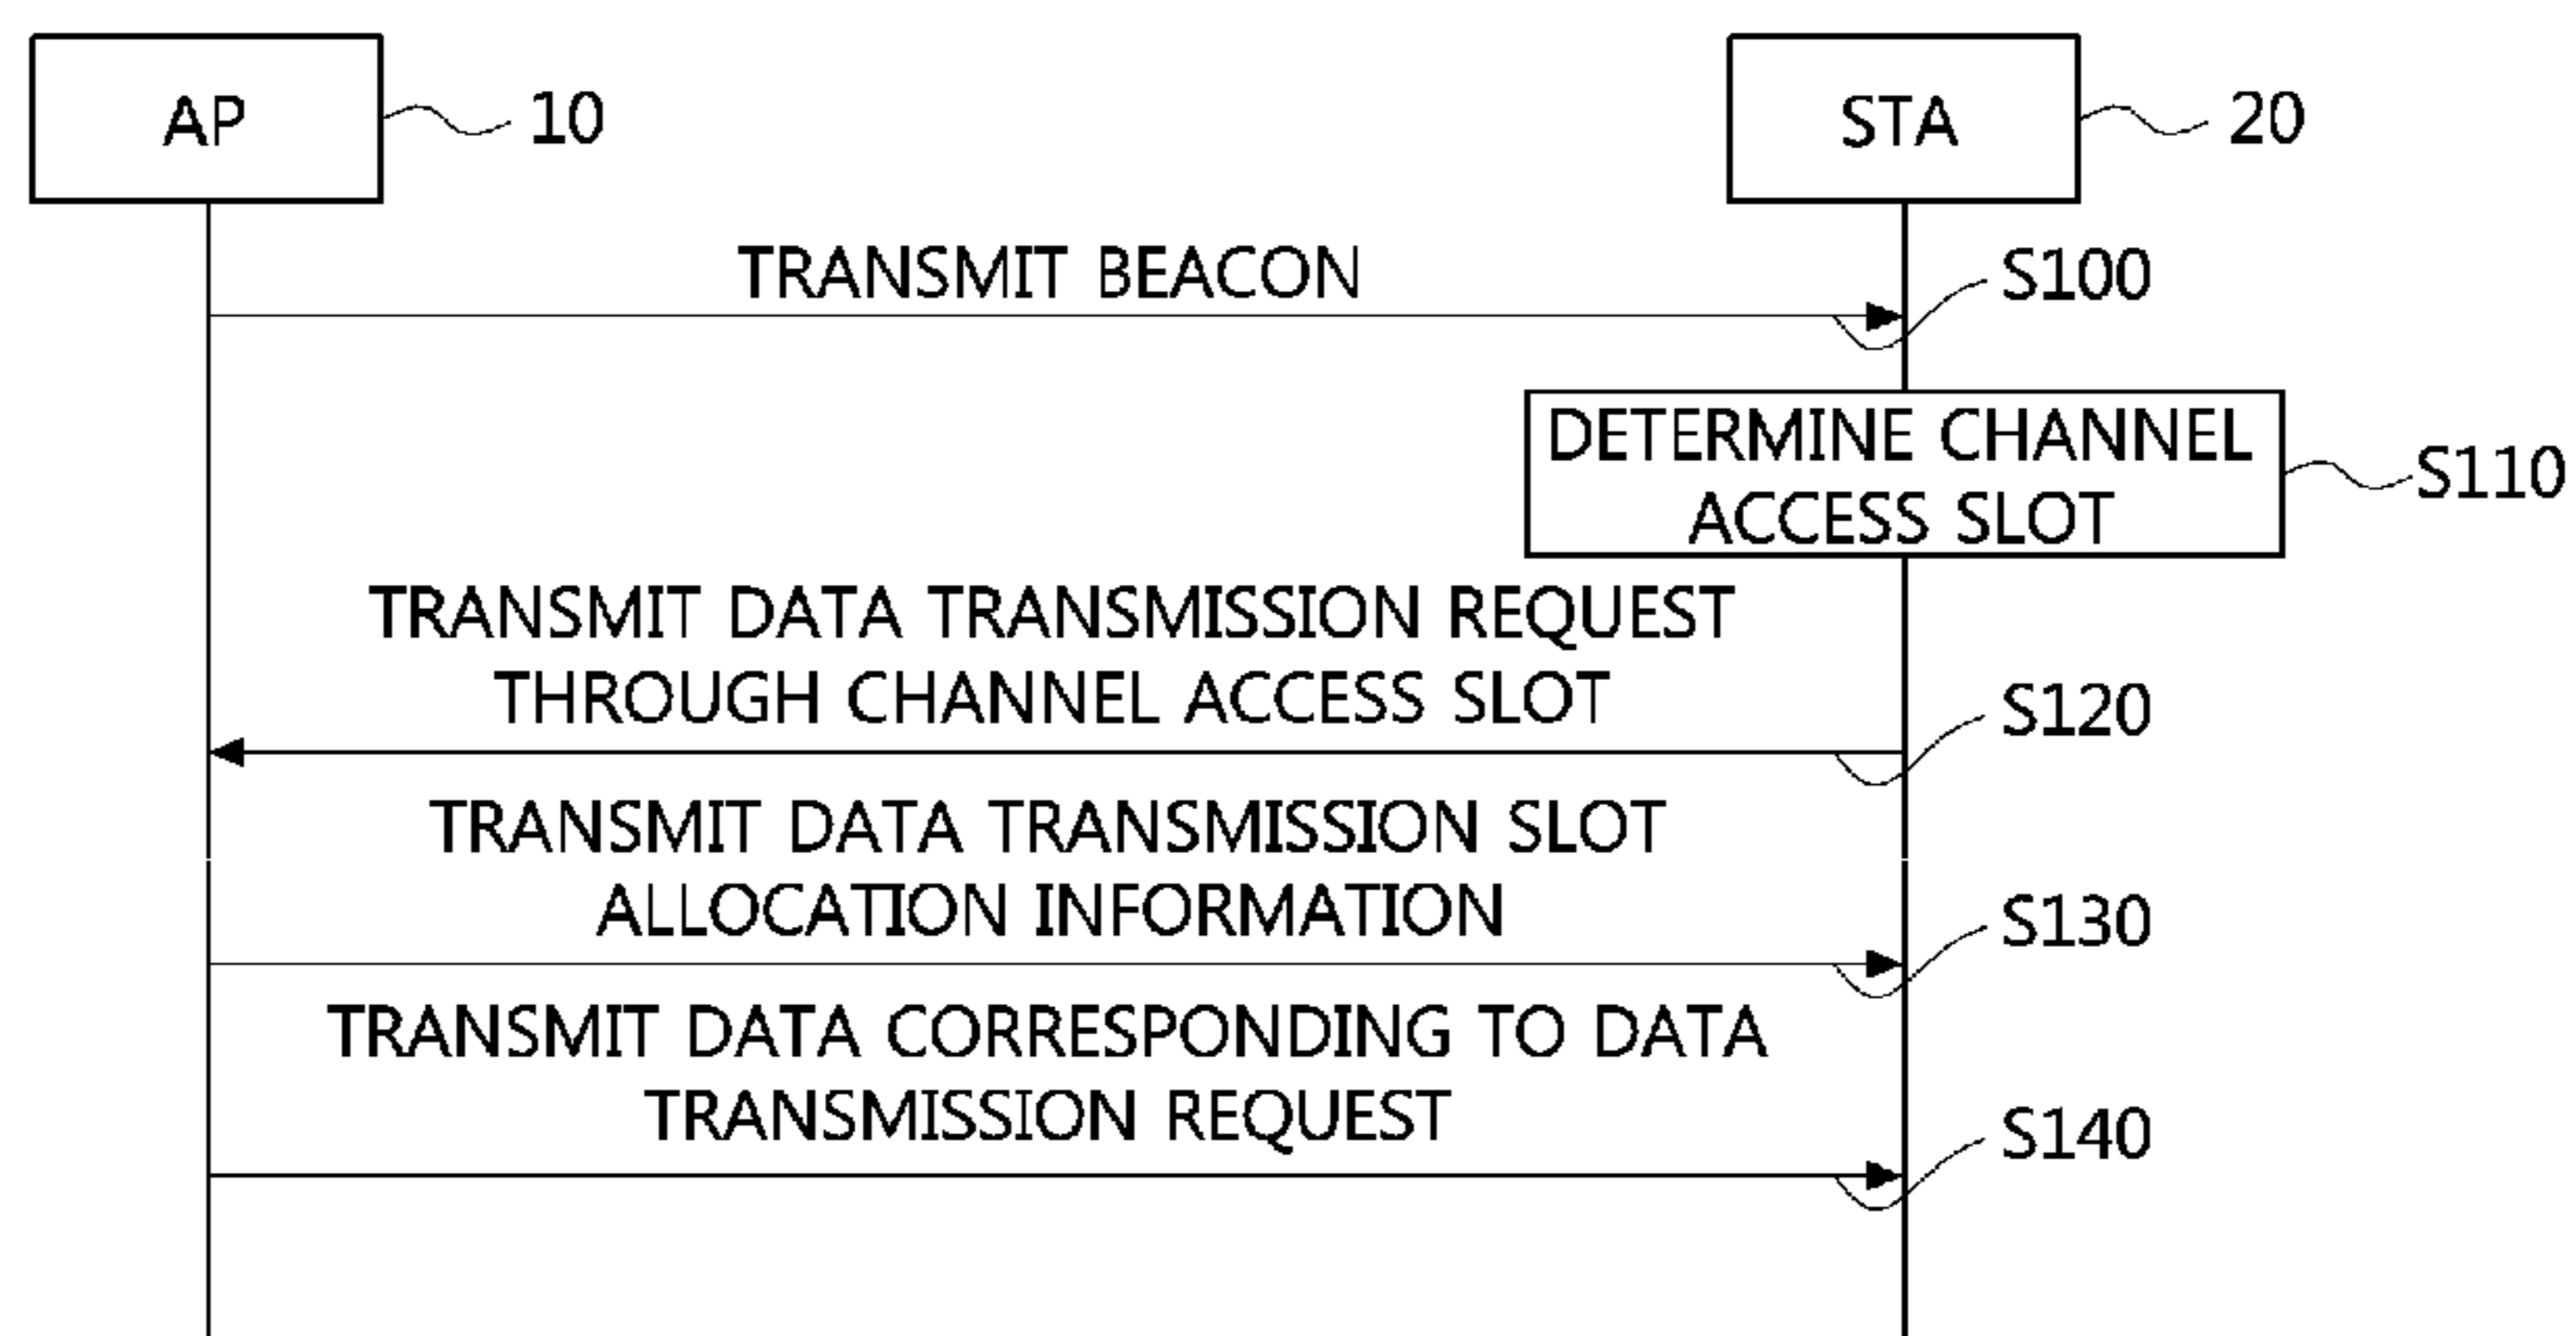 AP
10
STA
20
TRANSMIT BEACON
S100
DETERMINE CHANNEL
ACCESS SLOT
S110
TRANSMIT DATA TRANSMISSION REQUEST
THROUGH CHANNEL ACCESS SLOT
S120
TRANSMIT DATA TRANSMISSION SLOT
ALLOCATION INFORMATION
S130
TRANSMIT DATA CORRESPONDING TO DATA
TRANSMISSION REQUEST
S140